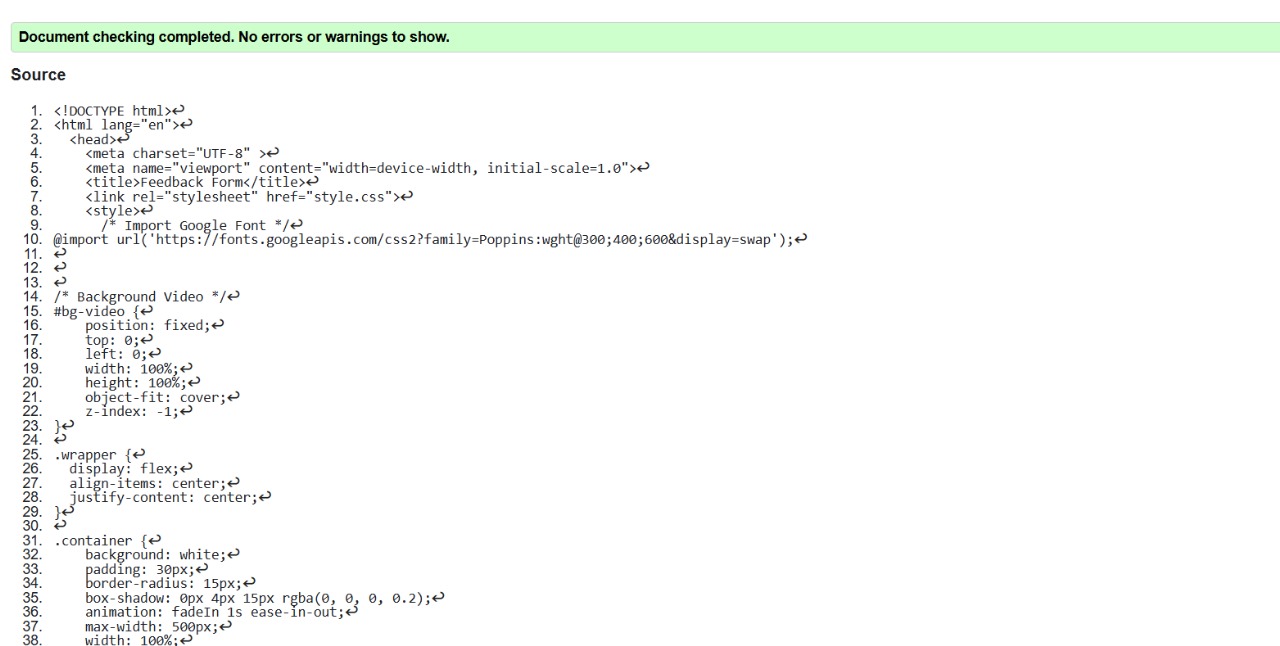 Document checking completed. No errors or warnings to show.
Source
1. <!DOCTYPE html>↩
2. <html lang="en">↩
3.   <head>↩
4.     <meta charset="UTF-8" >↩
5.     <meta name="viewport" content="width=device-width, initial-scale=1.0">↩
6.     <title>Feedback Form</title>↩
7.     <link rel="stylesheet" href="style.css">↩
8.     <style>↩
9.       /* Import Google Font */↩
10. @import url('https://fonts.googleapis.com/css2?family=Poppins:wght@300;400;600&display=swap');↩
11. ↩
12. ↩
13. ↩
14. /* Background Video */↩
15. #bg-video {↩
16.     position: fixed;↩
17.     top: 0;↩
18.     left: 0;↩
19.     width: 100%;↩
20.     height: 100%;↩
21.     object-fit: cover;↩
22.     z-index: -1;↩
23. }↩
24. ↩
25. .wrapper {↩
26.   display: flex;↩
27.   align-items: center;↩
28.   justify-content: center;↩
29. }↩
30. ↩
31. .container {↩
32.     background: white;↩
33.     padding: 30px;↩
34.     border-radius: 15px;↩
35.     box-shadow: 0px 4px 15px rgba(0, 0, 0, 0.2);↩
36.     animation: fadeIn 1s ease-in-out;↩
37.     max-width: 500px;↩
38.     width: 100%;↩